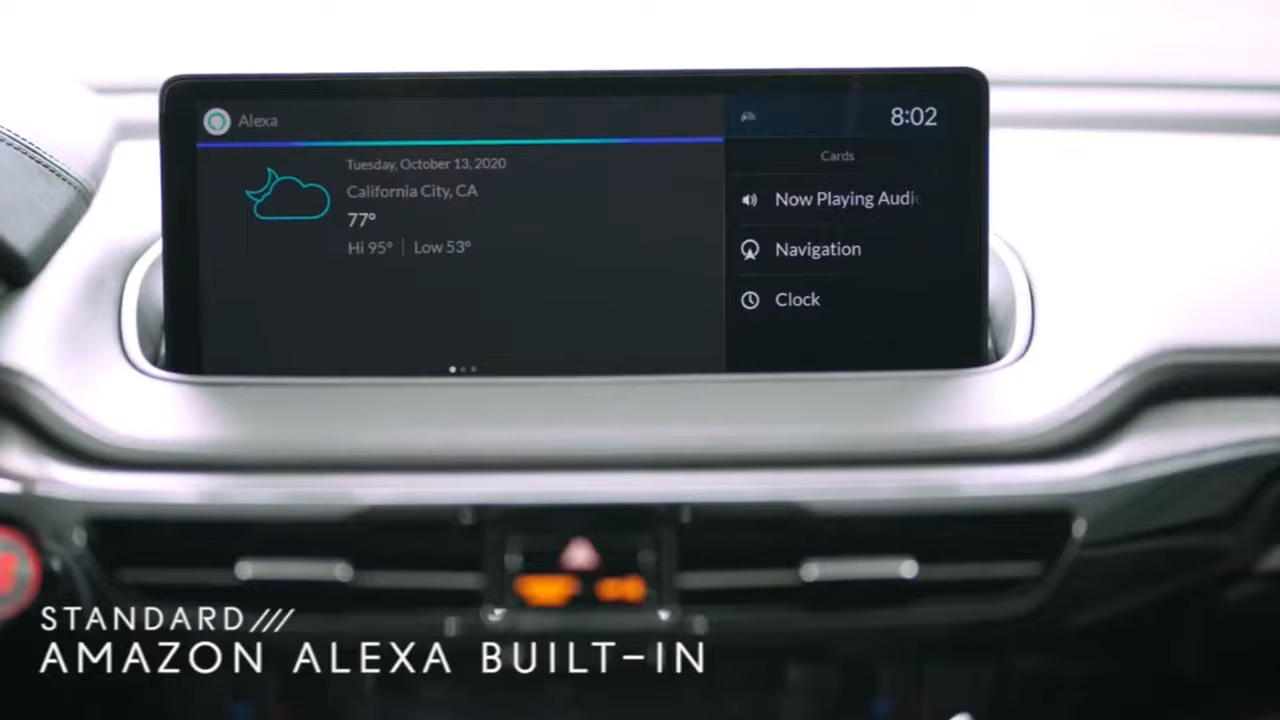 Alexa
8:02
Tuesday, October 13, 2020
California City, CA
77°
Hi 95° | Low 53°
Cards
Now Playing Audi
Navigation
Clock
STANDARD///
AMAZON ALEXA BUILT-IN